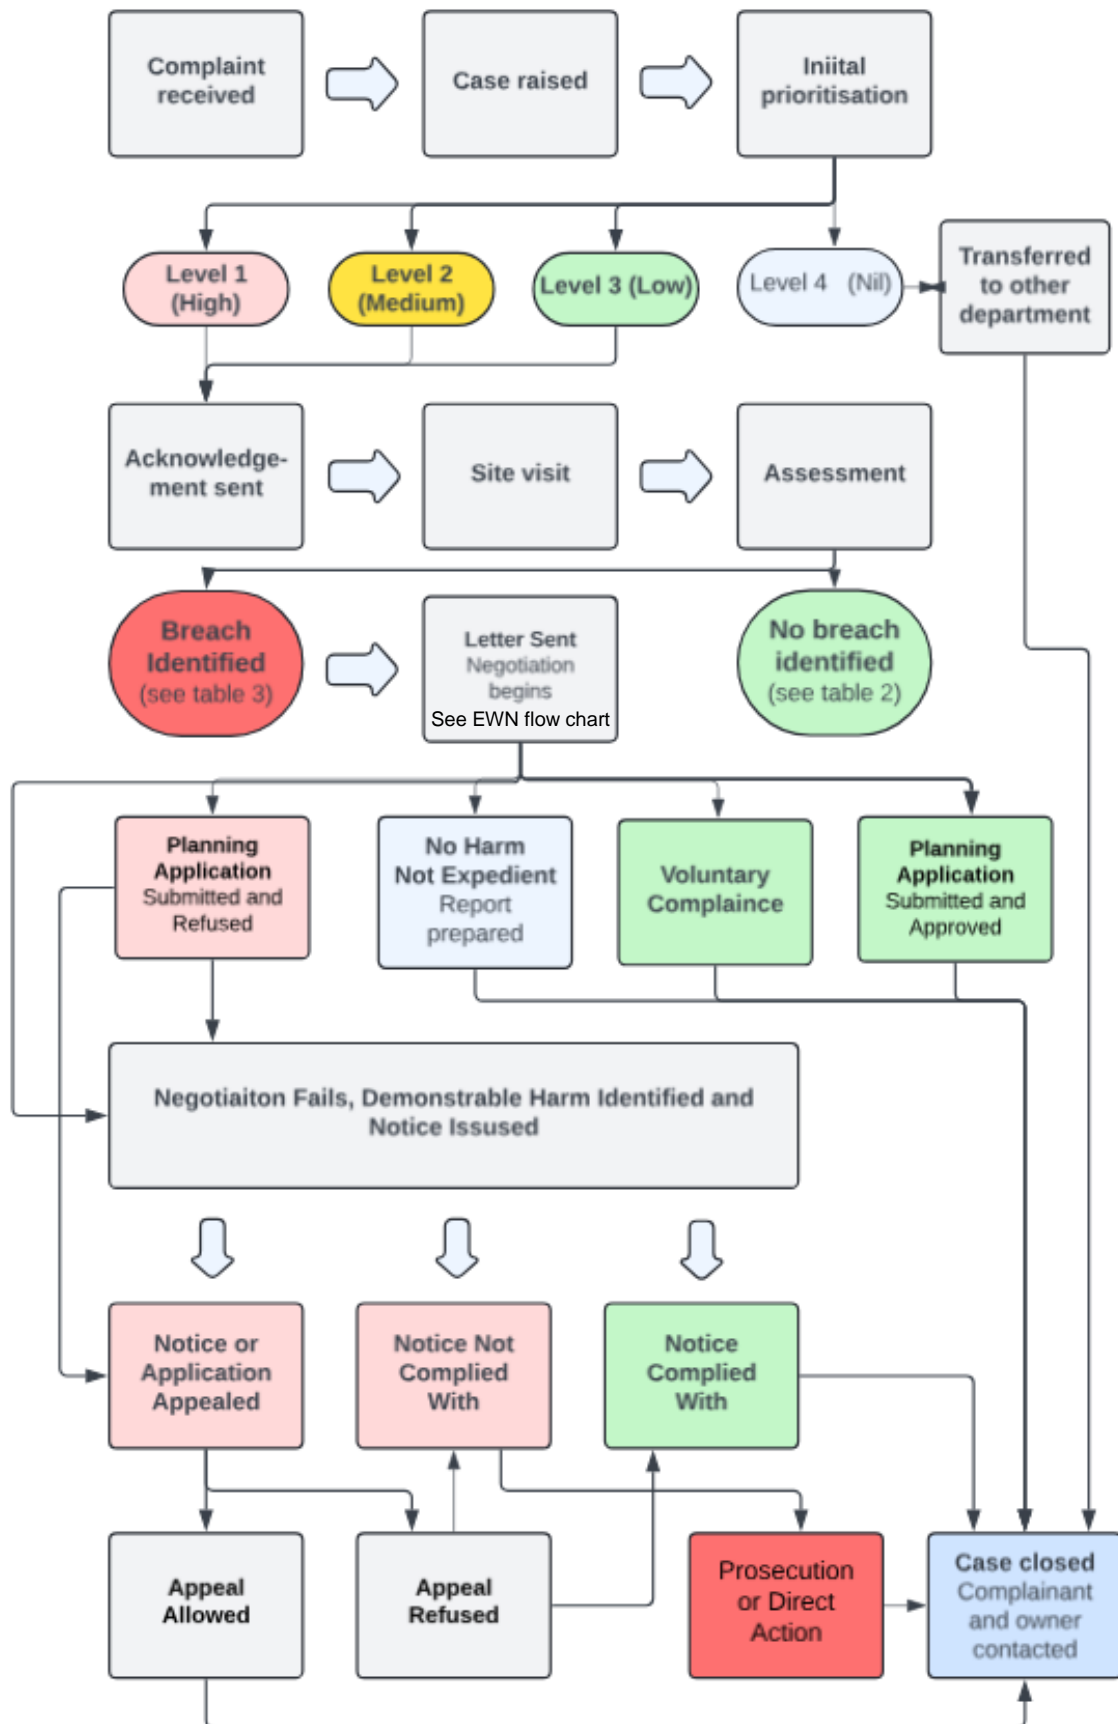 Complaint
received
Case raised
Iniital
prioritisation
Level 1
(High)
Level 2
(Medium)
Level 3 (Low)
Level 4 (Nil)
Transferred
to other
department
Acknowledge-
ment sent
Site visit
Assessment
Breach
Identified
(see table 3)
Letter Sent
Negotiation
begins
See EWN flow chart
No breach
identified
(see table 2)
Planning
Application
Submitted and
Refused
No Harm
Not Expedient
Report
prepared
Voluntary
Complaince
Planning
Application
Submitted and
Approved
Negotiaiton Fails, Demonstrable Harm Identified and
Notice Issused
Notice or
Application
Appealed
Notice Not
Complied
With
Notice
Complied
With
Appeal
Allowed
Appeal
Refused
Prosecution
or Direct
Action
Case closed
Complainant
and owner
contacted